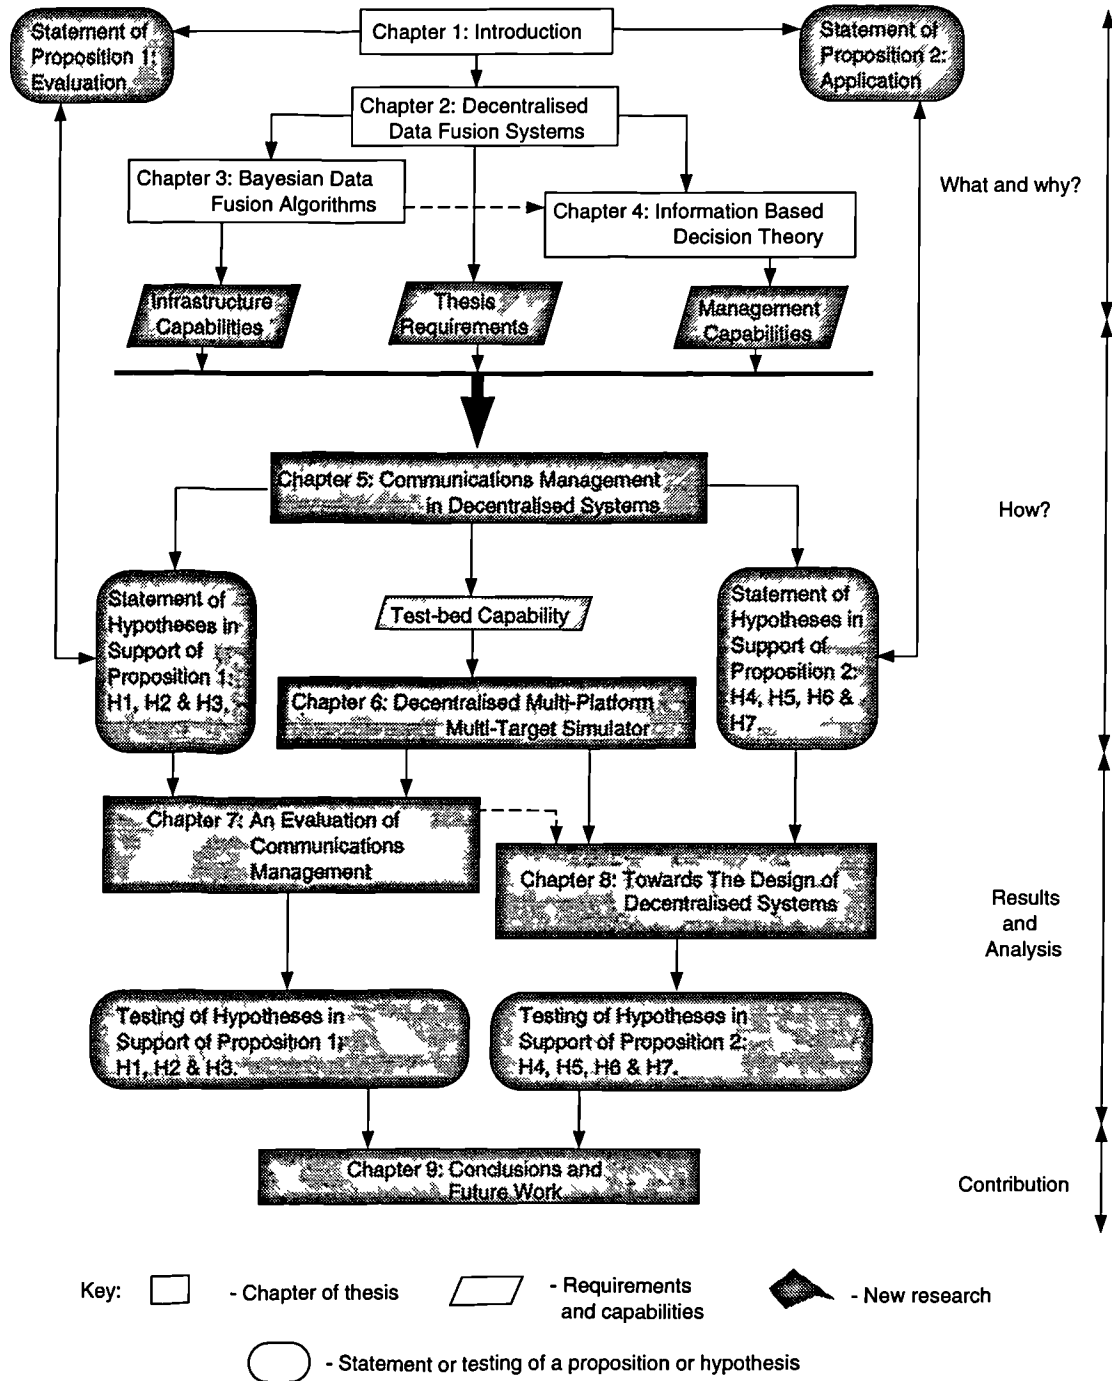 Statement of
Proposition 1:
Evaluation
Chapter 1: Introduction
Statement of
Proposition 2:
Application
Chapter 2: Decentralised
Data Fusion Systems
Chapter 3: Bayesian Data
Fusion Algorithms
Chapter 4: Information Based
Decision Theory
What and why?
Infrastructure
Capabilities
Thesis
Requirements
Management
Capabilities
Chapter 5: Communications Management
in Decentralised Systems
How?
Statement of
Hypotheses in
Support of
Proposition 1:
H1, H2 & H3.
Test-bed Capability
Statement of
Hypotheses in
Support of
Proposition 2:
H4, H5, H6 &
H7.
Chapter 6: Decentralised Multi-Platform
Multi-Target Simulator
Chapter 7: An Evaluation of
Communications
Management
Chapter 8: Towards The Design of
Decentralised Systems
Results
and
Analysis
Testing of Hypotheses in
Support of Proposition 1:
H1, H2 & H3.
Testing of Hypotheses in
Support of Proposition 2:
H4, H5, H6 & H7.
Chapter 9: Conclusions and
Future Work
Contribution
Key:
- Chapter of thesis
- Requirements
and capabilities
- New research
- Statement or testing of a proposition or hypothesis